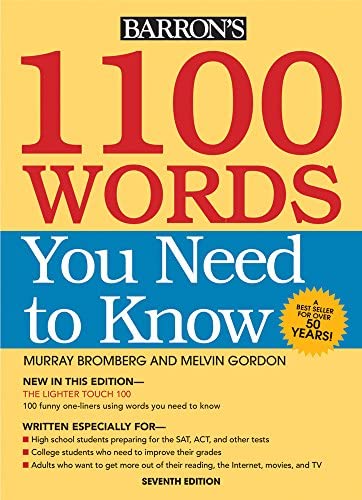 BARRON'S
1100
WORDS
You Need
to Know
A
BEST SELLER
FOR OVER
50
YEARS!
MURRAY BROMBERG AND MELVIN GORDON
NEW IN THIS EDITION—
THE LIGHTER TOUCH 100
100 funny one-liners using words you need to know
WRITTEN ESPECIALLY FOR—
High school students preparing for the SAT, ACT, and other tests
College students who need to improve their grades
Adults who want to get more out of their reading, the Internet, movies, and TV
SEVENTH EDITION